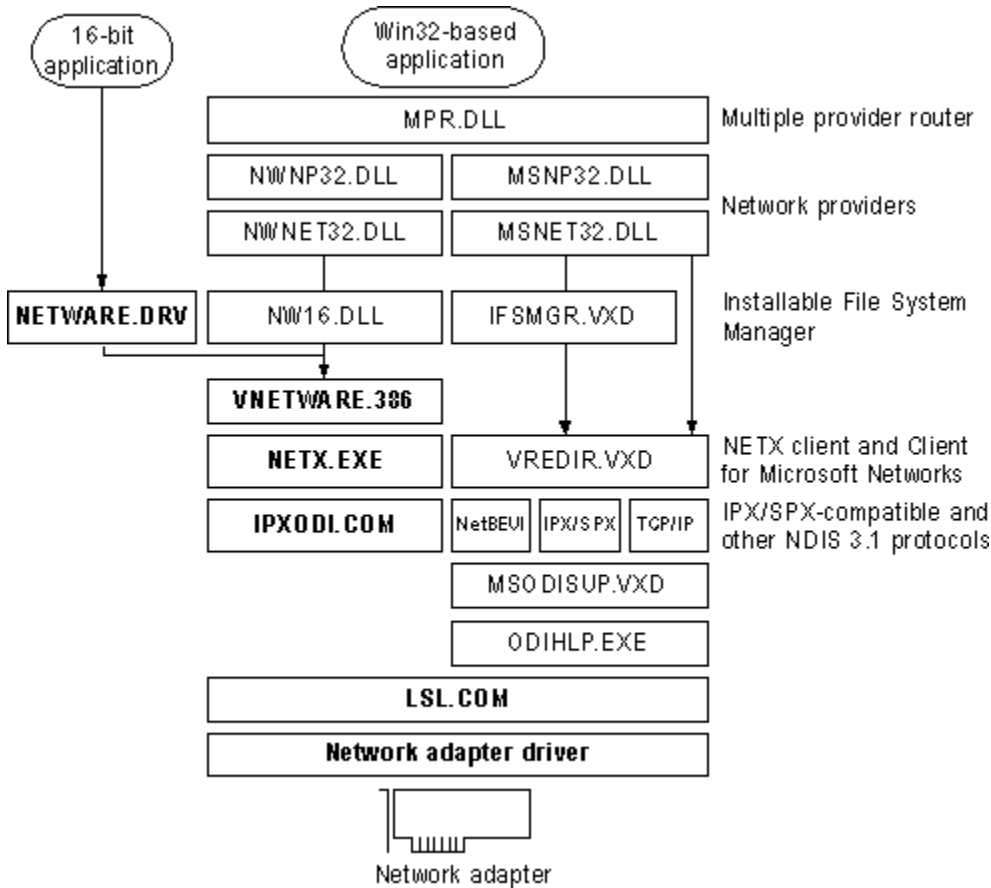 16-bit
application
Win32-based
application
MPR.DLL
Multiple provider router
NWNP32.DLL
MSNP32.DLL
Network providers
NWNET32.DLL
MSNET32.DLL
NETWARE.DRV
NW16.DLL
IFSMGR.VXD
Installable File System
Manager
VNETWARE.386
NETX.EXE
VREDIR.VXD
NETX client and Client
for Microsoft Networks
IPXODI.COM
NetBEUI
IPX/SPX
TCP/IP
IPX/SPX-compatible and
other NDIS 3.1 protocols
MSODISUP.VXD
ODIHLP.EXE
LSL.COM
Network adapter driver
Network adapter